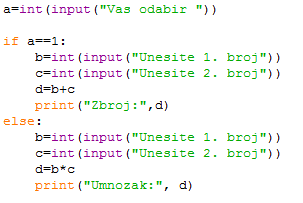 a=int(input("Vas odabir "))

if a==1:
    b=int(input("Unesite 1. broj"))
    c=int(input("Unesite 2. broj"))
    d=b+c
    print("Zbroj:",d)
else:
    b=int(input("Unesite 1. broj"))
    c=int(input("Unesite 2. broj"))
    d=b*c
    print("Umnozak:", d)